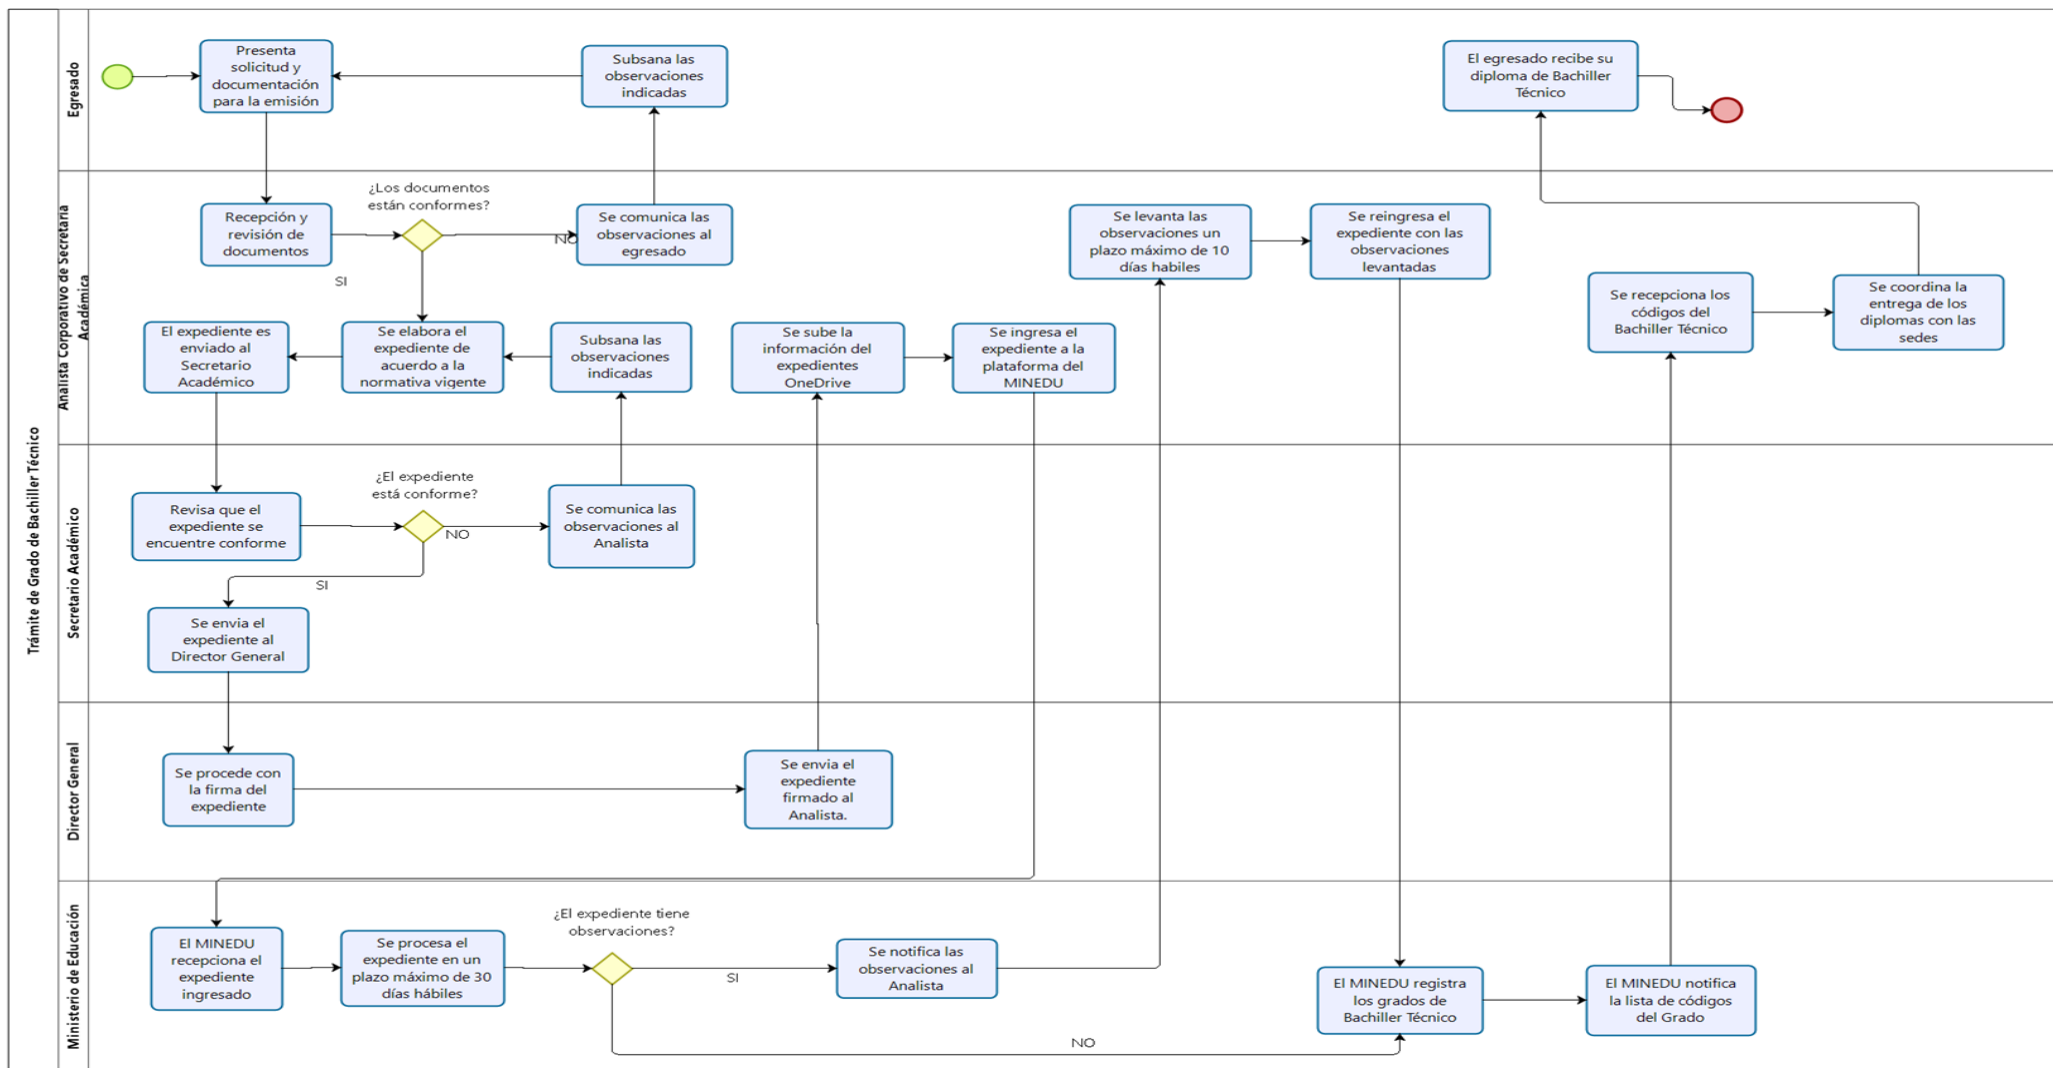 Trámite de Grado de Bachiller Técnico
Egresado
Presenta
solicitud y
documentación
para la emisión
Subsana las
observaciones
indicadas
El egresado recibe su
diploma de Bachiller
Técnico
Analista Corporativo de Secretaria
Académica
Recepción y
revisión de
documentos
¿Los documentos
están conformes?
NO
SI
Se comunica las
observaciones al
egresado
Se levanta las
observaciones un
plazo máximo de 10
días habiles
Se reingresa el
expediente con las
observaciones
levantadas
Se recepciona los
códigos del
Bachiller Técnico
Se coordina la
entrega de los
diplomas con las
sedes
El expediente es
enviado al
Secretario
Académico
Se elabora el
expediente de
acuerdo a la
normativa vigente
Subsana las
observaciones
indicadas
Se sube la
información del
expedientes
OneDrive
Se ingresa el
expediente a la
plataforma del
MINEDU
Secretario Académico
Revisa que el
expediente se
encuentre conforme
¿El expediente
está conforme?
NO
SI
Se comunica las
observaciones al
Analista
Se envia el
expediente al
Director General
Director General
Se procede con
la firma del
expediente
Se envia el
expediente
firmado al
Analista.
Ministerio de Educación
El MINEDU
recepciona el
expediente
ingresado
Se procesa el
expediente en un
plazo máximo de 30
días hábiles
¿El expediente tiene
observaciones?
SI
NO
Se notifica las
observaciones al
Analista
El MINEDU registra
los grados de
Bachiller Técnico
El MINEDU notifica
la lista de códigos
del Grado